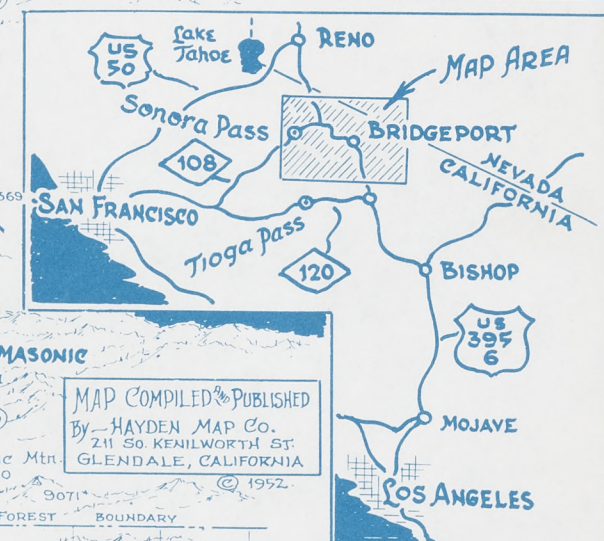 US
50
Lake
Tahoe
RENO
MAP AREA
Sonora Pass
BRIDGEPORT
108
NEVADA
CALIFORNIA
369
SAN FRANCISCO
Tioga Pass
120
BISHOP
US
395
6
MASONIC
MAP COMPILED AND PUBLISHED
By— HAYDEN MAP CO.
211 SO. KENILWORTH ST.
GLENDALE, CALIFORNIA
© 1952.
MOJAVE
Mtn.
9071
LOS ANGELES
FOREST BOUNDARY